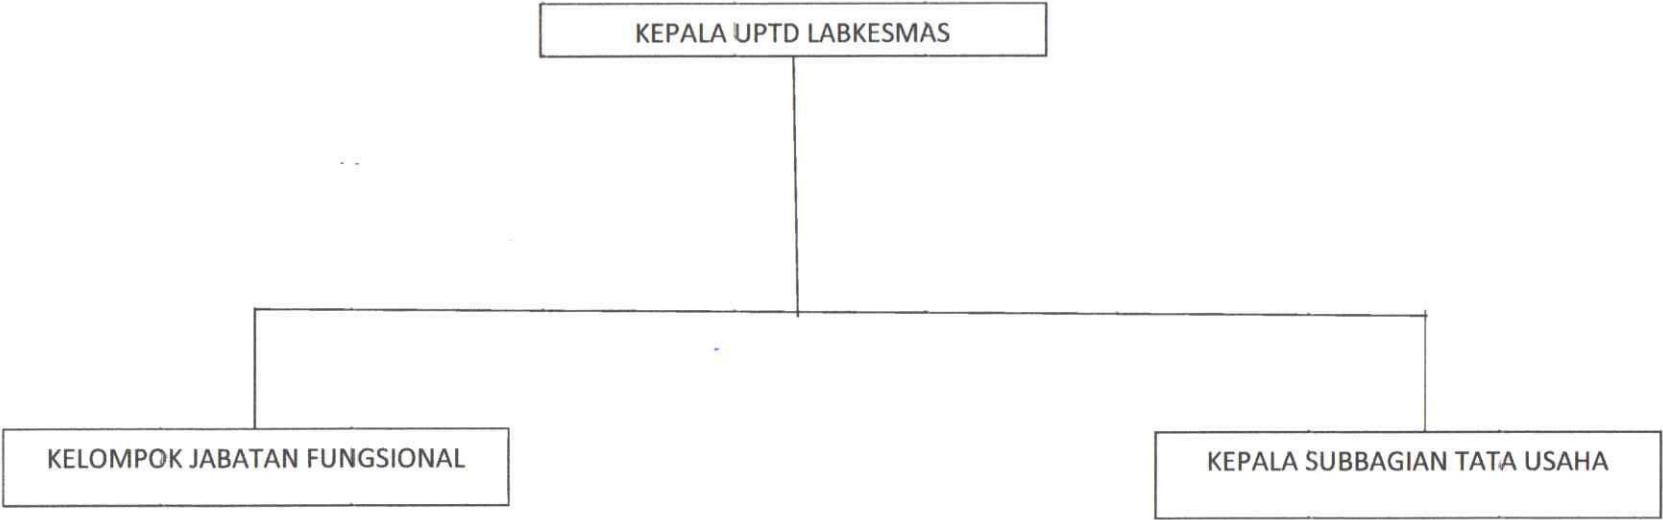 KEPALA UPTD LABKESMAS
KELOMPOK JABATAN FUNGSIONAL
KEPALA SUBBAGIAN TATA USAHA